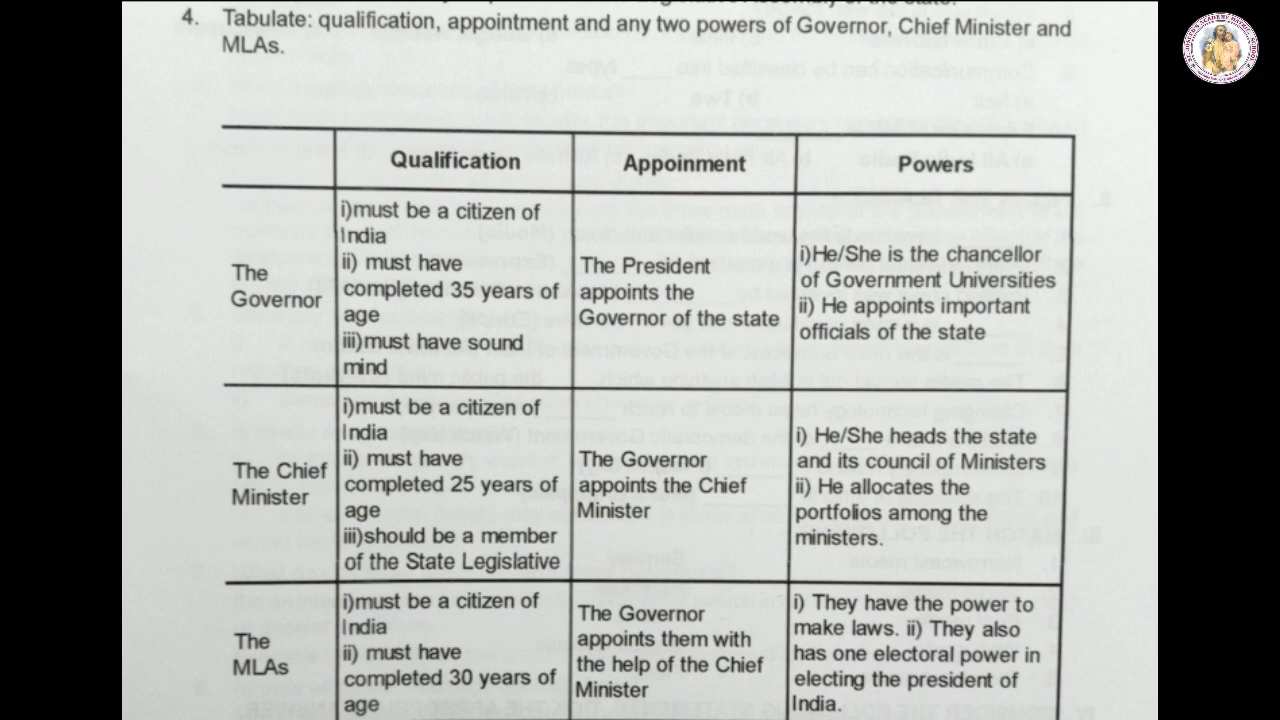 4. Tabulate: qualification, appointment and any two powers of Governor, Chief Minister and
MLAs.
Qualification
Appoinment
Powers
The
Governor
i)must be a citizen of
India
ii) must have
completed 35 years of
age
iii)must have sound
mind
The President
appoints the
Governor of the state
i)He/She is the chancellor
of Government Universities
ii) He appoints important
officials of the state
The Chief
Minister
i)must be a citizen of
India
ii) must have
completed 25 years of
age
iii)should be a member
of the State Legislative
The Governor
appoints the Chief
Minister
i) He/She heads the state
and its council of Ministers
ii) He allocates the
portfolios among the
ministers.
The
MLAs
i)must be a citizen of
India
ii) must have
completed 30 years of
age
The Governor
appoints them with
the help of the Chief
Minister
i) They have the power to
make laws. ii) They also
has one electoral power in
electing the president of
India.